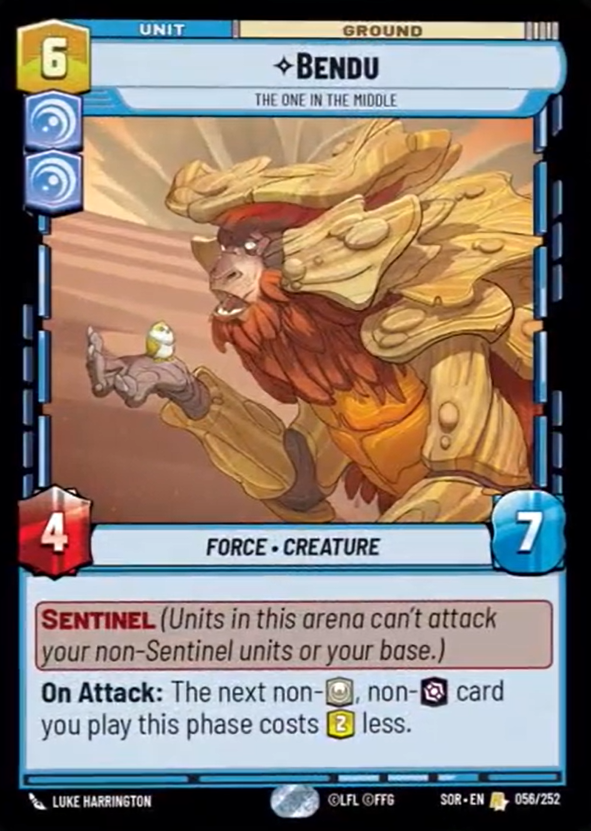 UNIT
GROUND
6
BENDU
THE ONE IN THE MIDDLE
4
FORCE • CREATURE
7
SENTINEL (Units in this arena can't attack
your non-Sentinel units or your base.)
On Attack: The next non- , non- card
you play this phase costs 2 less.
LUKE HARRINGTON
©LFL ©FFG
SOR • EN
056/252